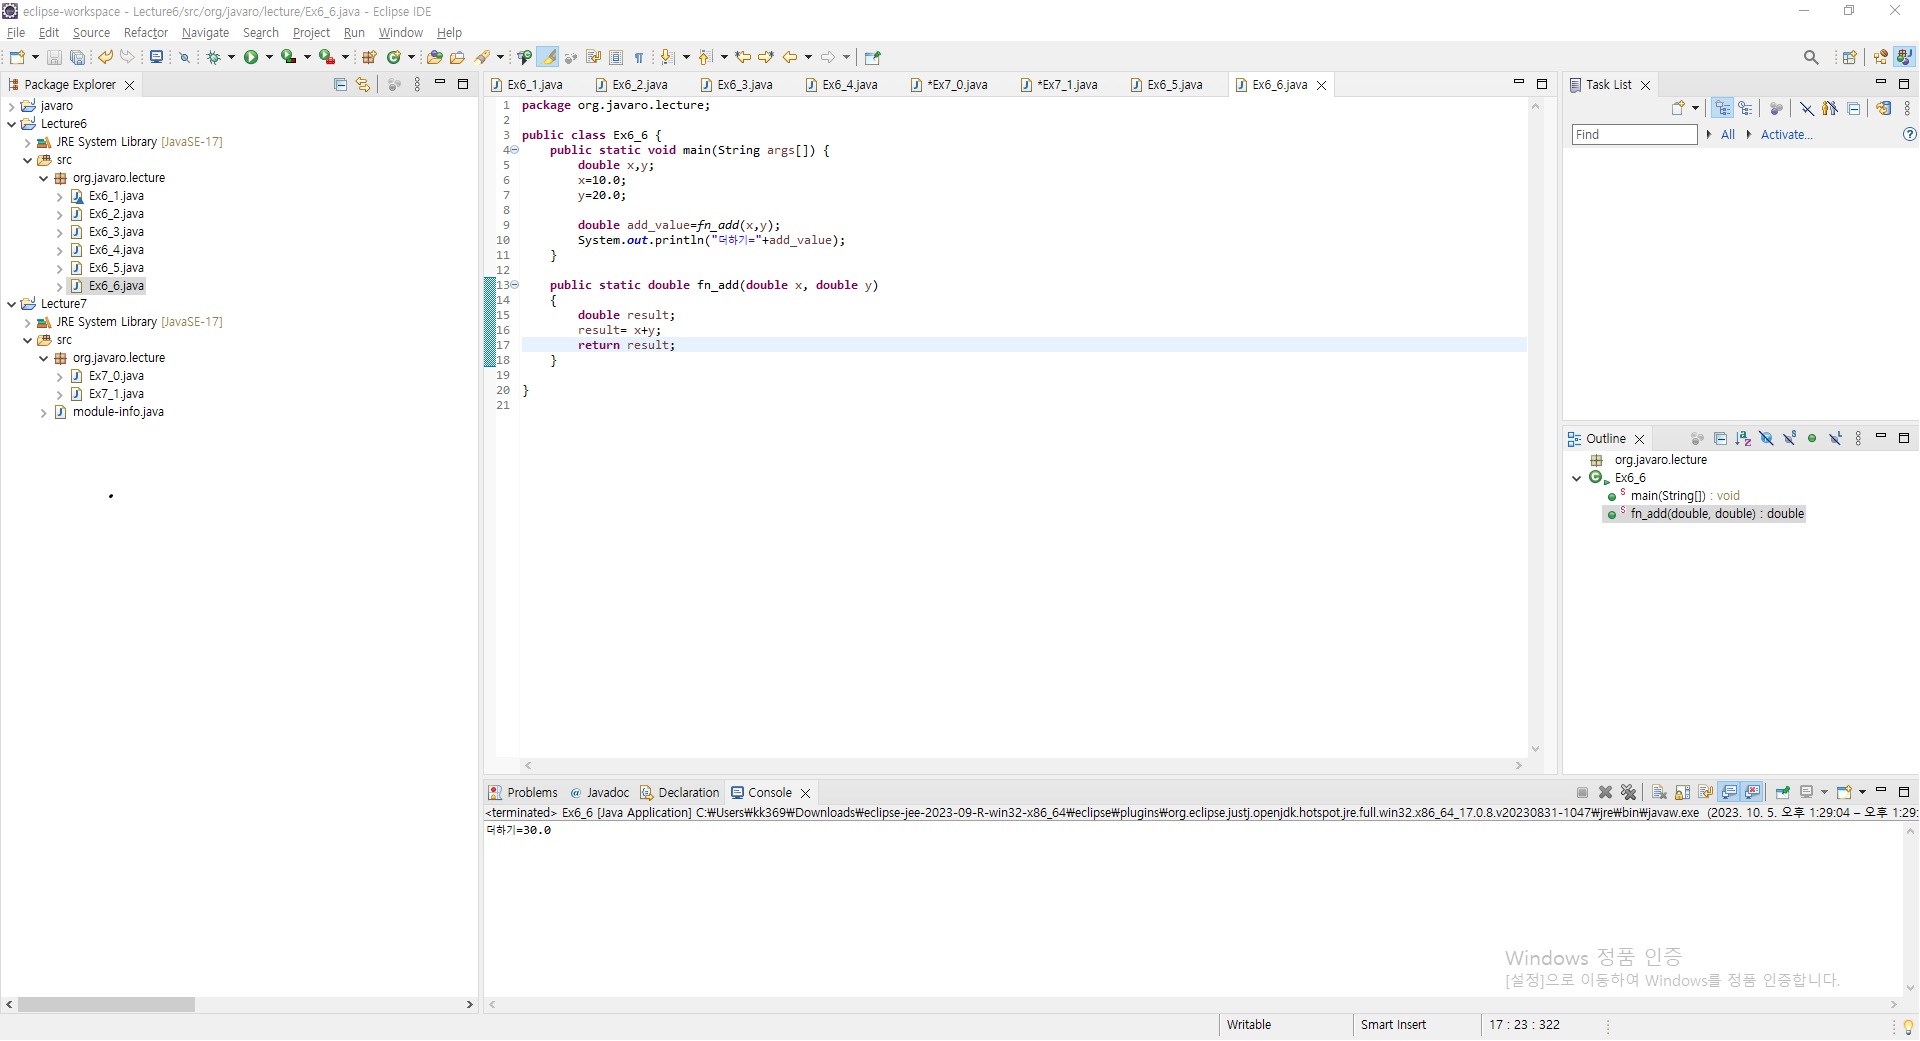 eclipse-workspace - Lecture6/src/org/javaro/lecture/Ex6_6.java - Eclipse IDE
File Edit Source Refactor Navigate Search Project Run Window Help
Package Explorer
javaro
Lecture6
JRE System Library [JavaSE-17]
src
org.javaro.lecture
Ex6_1.java
Ex6_2.java
Ex6_3.java
Ex6_4.java
Ex6_5.java
Ex6_6.java
Lecture7
JRE System Library [JavaSE-17]
src
org.javaro.lecture
Ex7_0.java
Ex7_1.java
module-info.java
Ex6_1.java Ex6_2.java Ex6_3.java Ex6_4.java *Ex7_0.java *Ex7_1.java Ex6_5.java Ex6_6.java
1 package org.javaro.lecture;
2
3 public class Ex6_6 {
4 public static void main(String args[]) {
5 double x,y;
6 x=10.0;
7 y=20.0;
8
9 double add_value=fn_add(x,y);
10 System.out.println("더하기="+add_value);
11 }
12
13 public static double fn_add(double x, double y)
14 {
15 double result;
16 result= x+y;
17 return result;
18 }
19
20 }
21
Task List
Find All Activate...
Outline
org.javaro.lecture
Ex6_6
main(String[]) : void
fn_add(double, double) : double
Problems Javadoc Declaration Console
<terminated> Ex6_6 [Java Application] C:₩Users₩kk369₩Downloads₩eclipse-jee-2023-09-R-win32-x86_64₩eclipse₩plugins₩org.eclipse.justj.openjdk.hotspot.jre.full.win32.x86_64_17.0.8.v20230831-1047₩jre₩bin₩javaw.exe (2023. 10. 5. 오후 1:29:04 – 오후 1:29:
더하기=30.0
Windows 정품 인증
[설정]으로 이동하여 Windows를 정품 인증합니다.
Writable Smart Insert 17 : 23 : 322